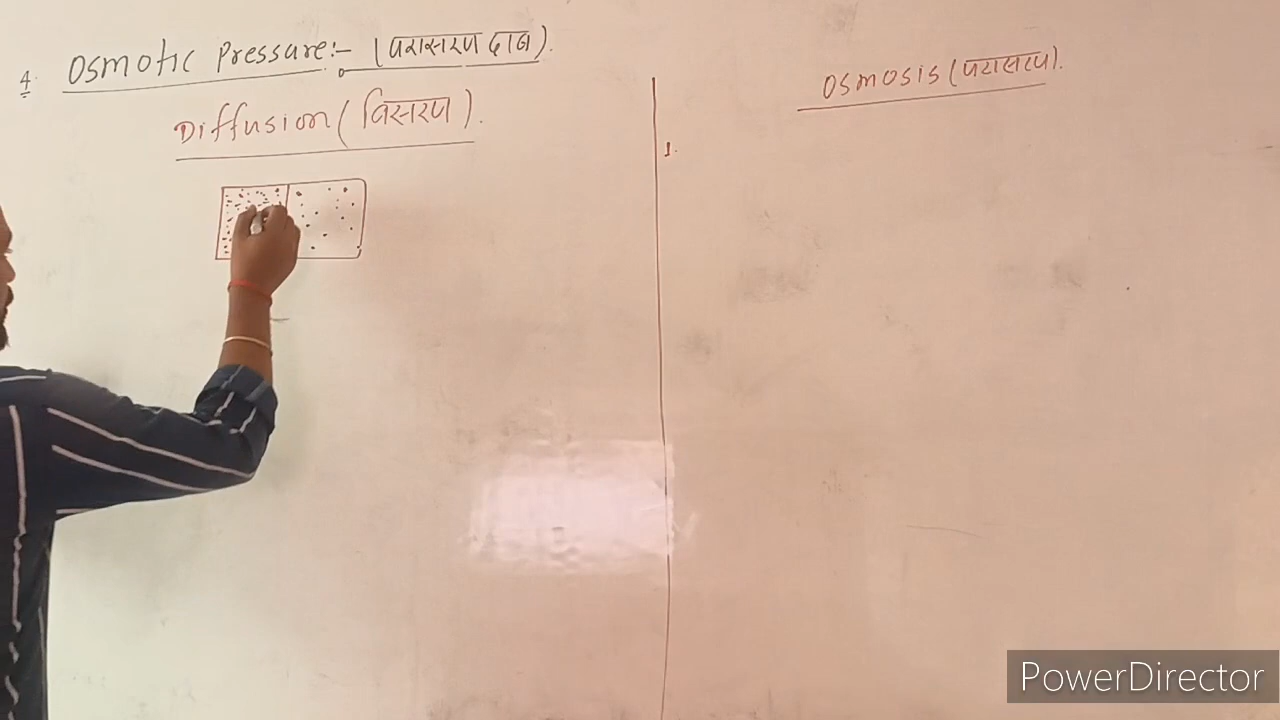 4. Osmotic Pressure:- (परासरण दाब).
Diffusion (विसरण).
Osmosis (परासरण).
1.
PowerDirector